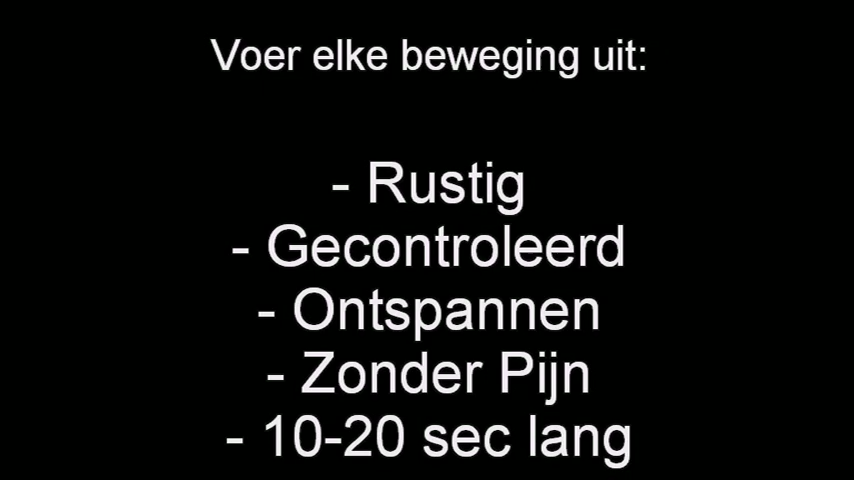 Voer elke beweging uit:
- Rustig
- Gecontroleerd
- Ontspannen
- Zonder Pijn
- 10-20 sec lang